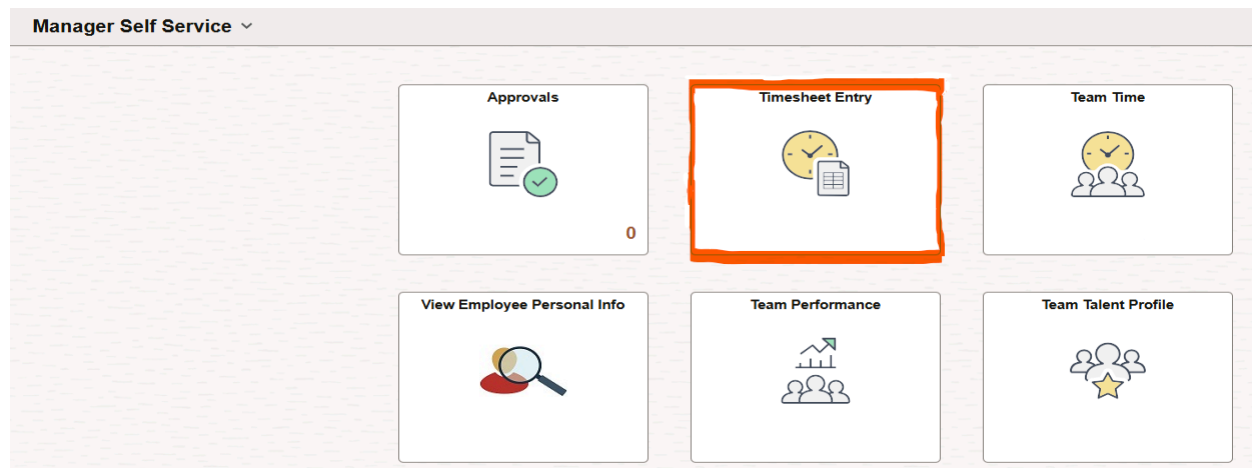 Manager Self Service
Approvals
Timesheet Entry
Team Time
0
View Employee Personal Info
Team Performance
Team Talent Profile